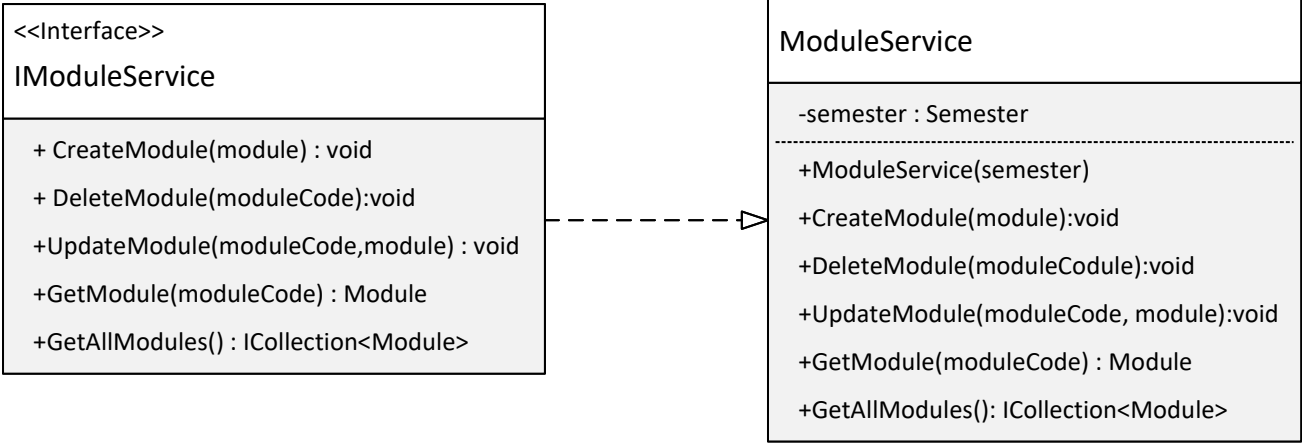 <<Interface>>
IModuleService
+ CreateModule(module) : void
+ DeleteModule(moduleCode):void
+UpdateModule(moduleCode,module) : void
+GetModule(moduleCode) : Module
+GetAllModules() : ICollection<Module>
ModuleService
-semester : Semester
+ModuleService(semester)
+CreateModule(module):void
+DeleteModule(moduleCodule):void
+UpdateModule(moduleCode, module):void
+GetModule(moduleCode) : Module
+GetAllModules(): ICollection<Module>